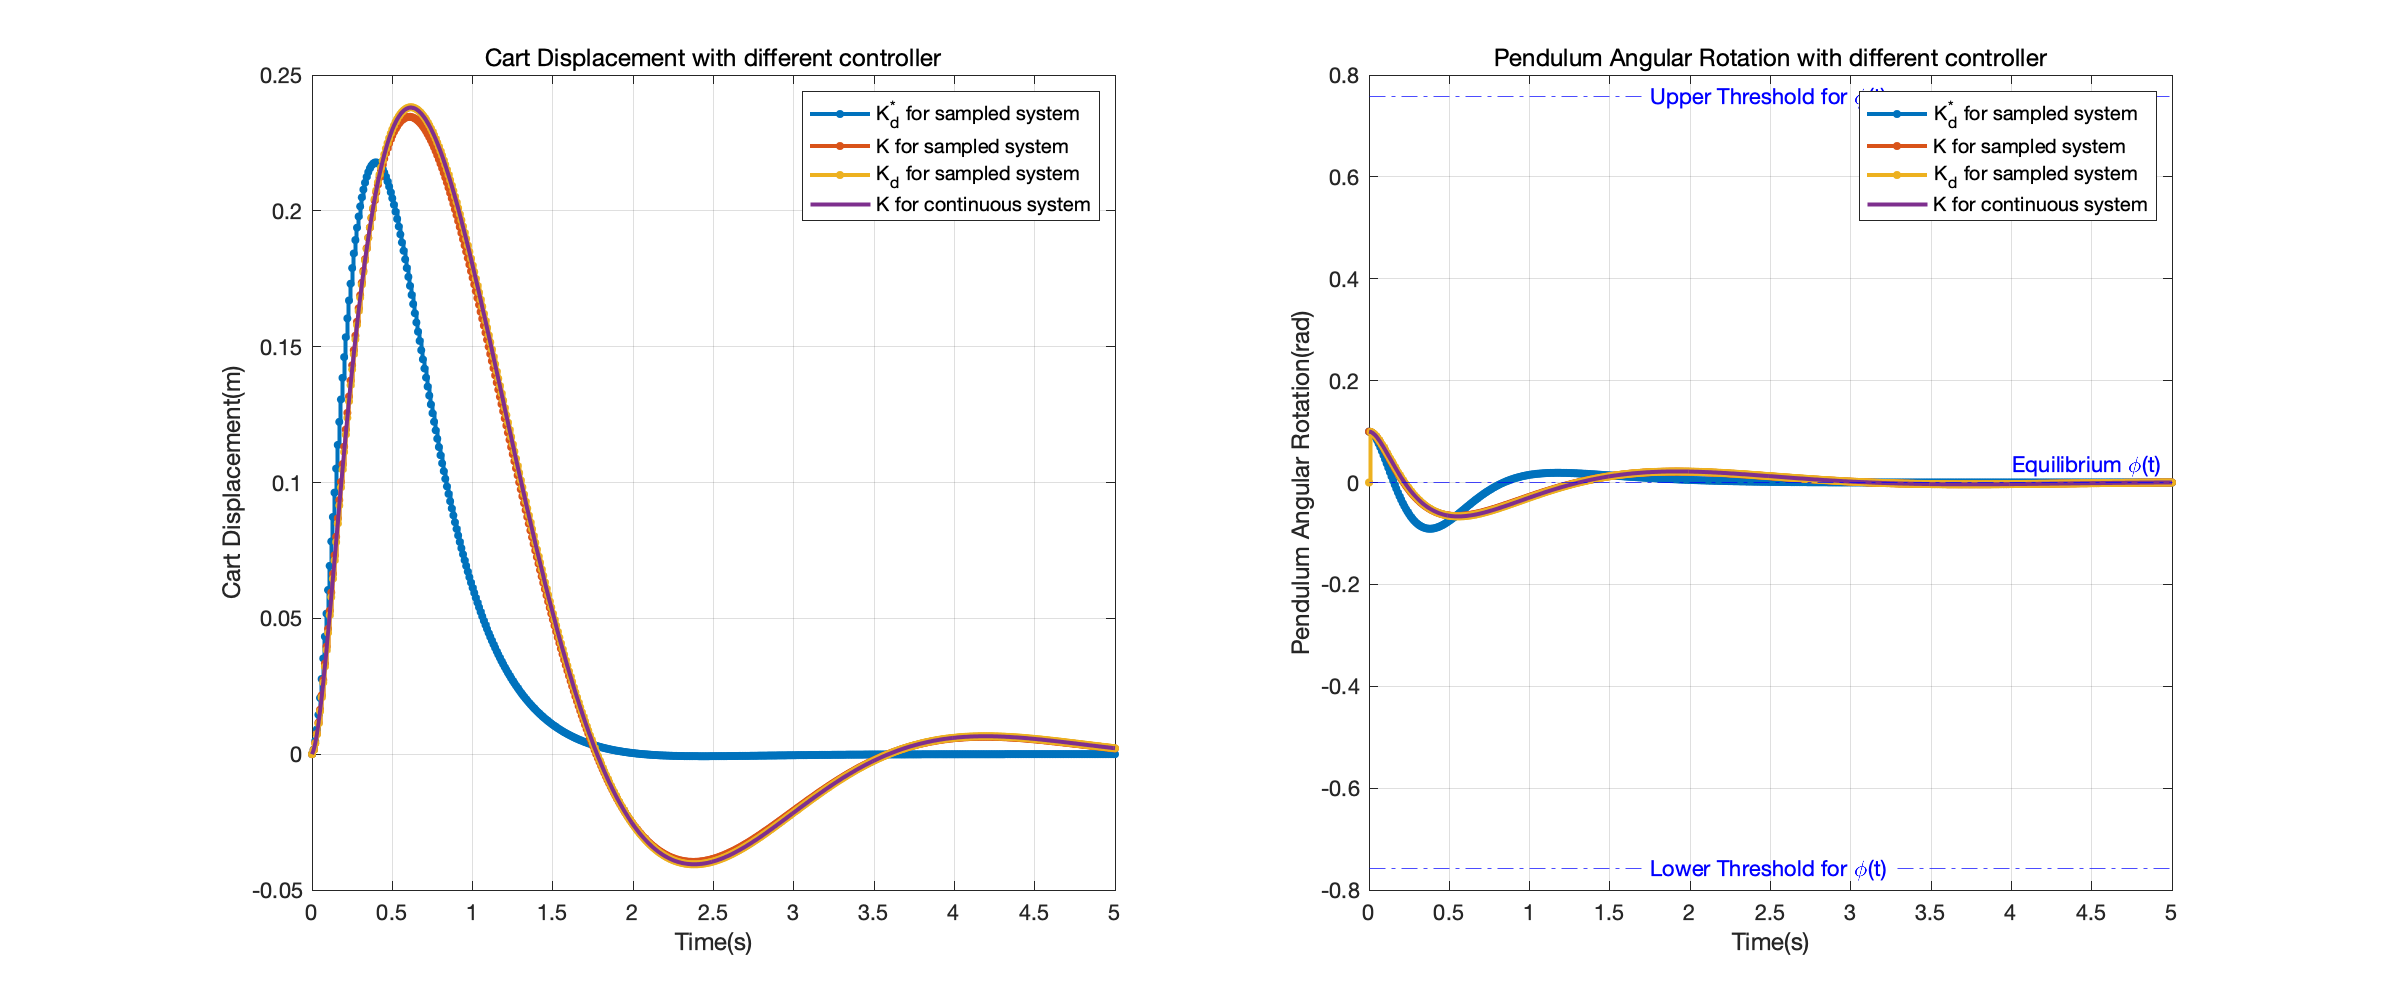 Cart Displacement with different controller
0.25
0.2
0.15
0.1
0.05
0
-0.05
Cart Displacement(m)
K*d for sampled system
K for sampled system
Kd for sampled system
K for continuous system
0 0.5 1 1.5 2 2.5 3 3.5 4 4.5 5
Time(s)
Pendulum Angular Rotation with different controller
0.8
0.6
0.4
0.2
0
-0.2
-0.4
-0.6
-0.8
Pendulum Angular Rotation(rad)
Upper Threshold for
K*d for sampled system
K for sampled system
Kd for sampled system
K for continuous system
Equilibrium ϕ(t)
Lower Threshold for ϕ(t)
0 0.5 1 1.5 2 2.5 3 3.5 4 4.5 5
Time(s)